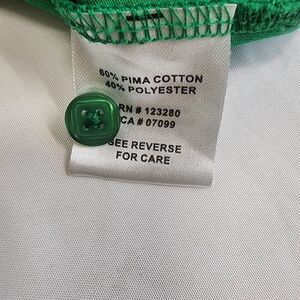 60% PIMA COTTON
40% POLYESTER
RN # 123280
CA # 07099
SEE REVERSE
FOR CARE